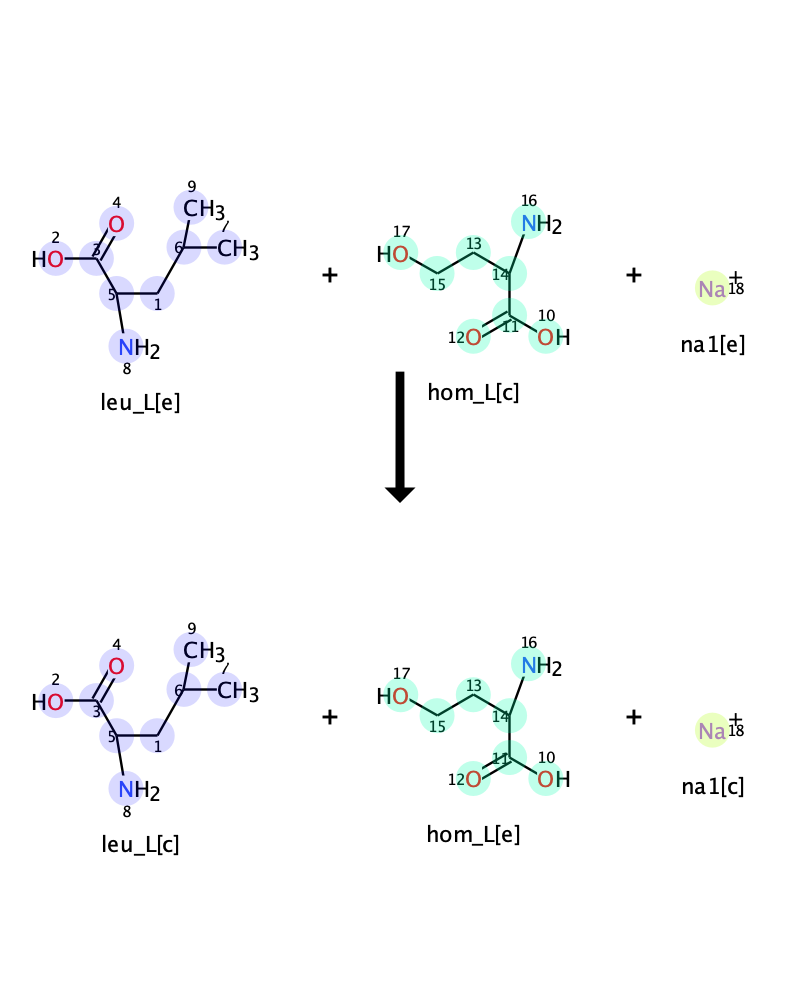 9
4
CH3
O
7
2
3
6
HO
CH3
5
1
NH2
8
leu_L[e]
+
16
NH2
17
13
HO
14
15
10
11
12
O
OH
hom_L[c]
+
Na+
18
na1[e]
9
4
CH3
O
7
2
6
HO
CH3
3
5
1
NH2
8
leu_L[c]
+
16
NH2
17
13
HO
14
15
10
11
12
O
OH
hom_L[e]
+
Na+
18
na1[c]